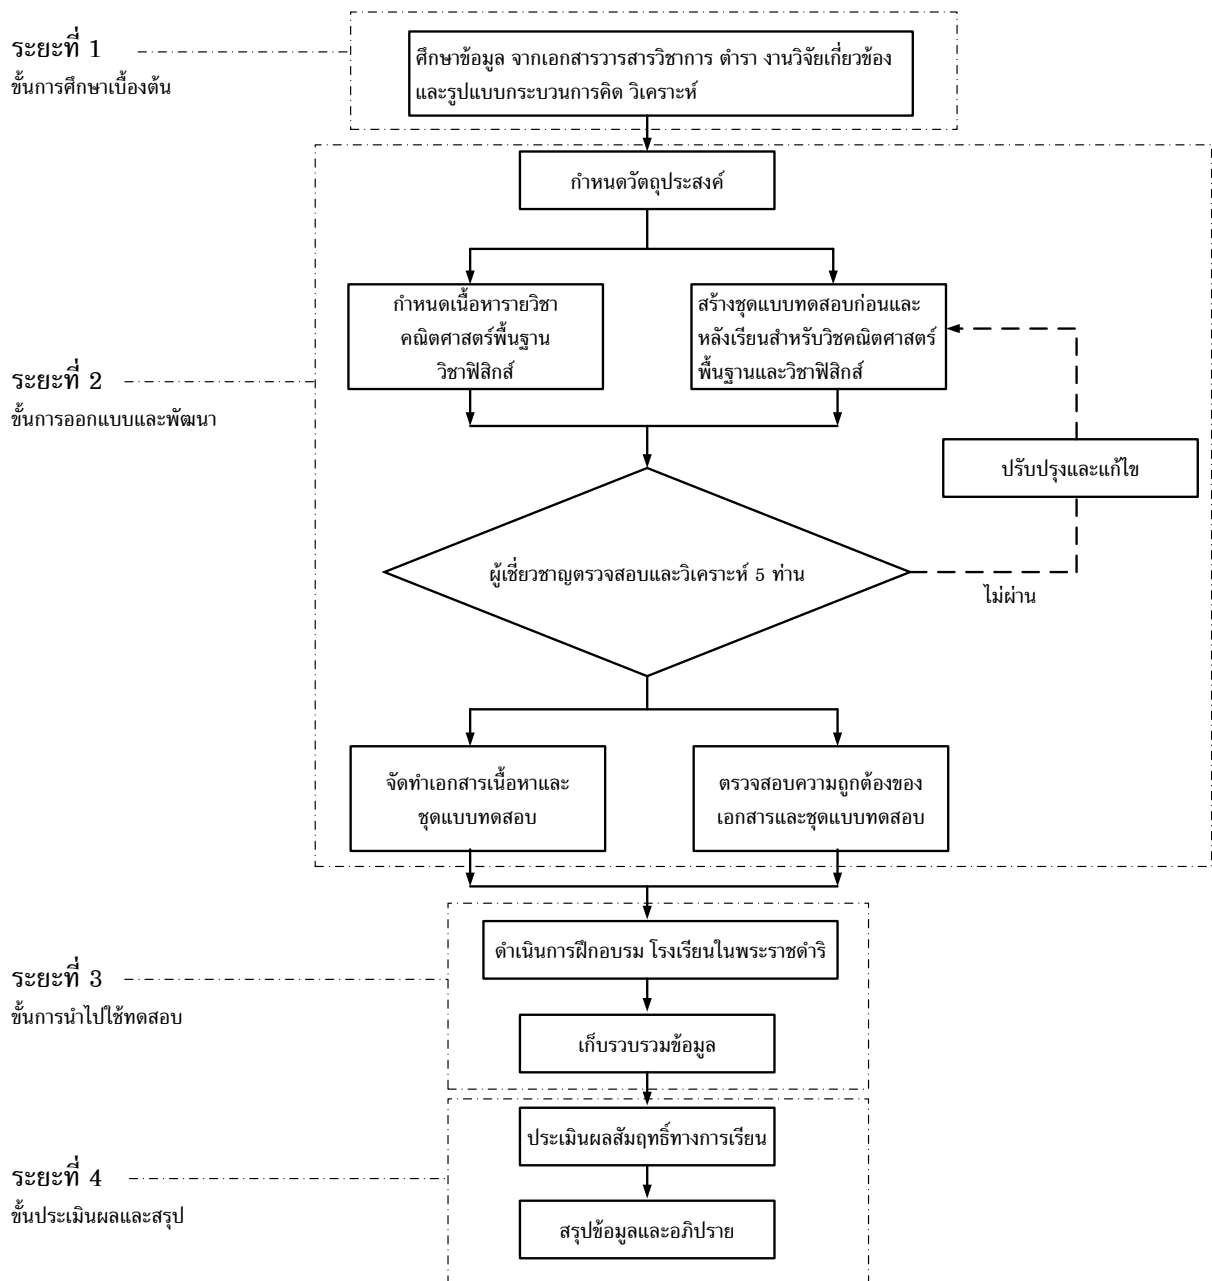 ระยะที่ 1
ขั้นการศึกษาเบื้องต้น
ศึกษาข้อมูล จากเอกสารวารสารวิชาการ ตำรา งานวิจัยเกี่ยวข้อง
และรูปแบบกระบวนการคิด วิเคราะห์
กำหนดวัตถุประสงค์
กำหนดเนื้อหารายวิชา
คณิตศาสตร์พื้นฐาน
วิชาฟิสิกส์
สร้างชุดแบบทดสอบก่อนและ
หลังเรียนสำหรับวิชคณิตศาสตร์
พื้นฐานและวิชาฟิสิกส์
ระยะที่ 2
ขั้นการออกแบบและพัฒนา
ปรับปรุงและแก้ไข
ผู้เชี่ยวชาญตรวจสอบและวิเคราะห์ 5 ท่าน
ไม่ผ่าน
จัดทำเอกสารเนื้อหาและ
ชุดแบบทดสอบ
ตรวจสอบความถูกต้องของ
เอกสารและชุดแบบทดสอบ
ระยะที่ 3
ขั้นการนำไปใช้ทดสอบ
ดำเนินการฝึกอบรม โรงเรียนในพระราชดำริ
เก็บรวบรวมข้อมูล
ประเมินผลสัมฤทธิ์ทางการเรียน
ระยะที่ 4
ขั้นประเมินผลและสรุป
สรุปข้อมูลและอภิปราย